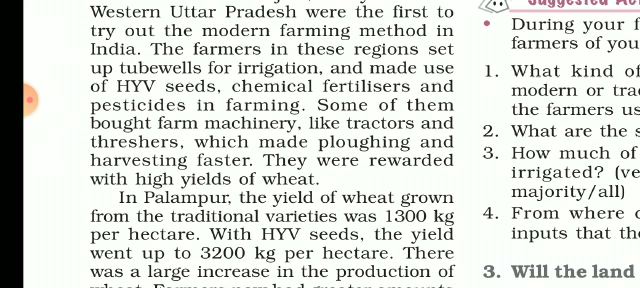 Western Uttar Pradesh were the first to
try out the modern farming method in
India. The farmers in these regions set
up tubewells for irrigation, and made use
of HYV seeds, chemical fertilisers and
pesticides in farming. Some of them
bought farm machinery, like tractors and
threshers, which made ploughing and
harvesting faster. They were rewarded
with high yields of wheat.
In Palampur, the yield of wheat grown
from the traditional varieties was 1300 kg
per hectare. With HYV seeds, the yield
went up to 3200 kg per hectare. There
was a large increase in the production of
Suggested
• During your f
farmers of you
1. What kind of
modern or tra
the farmers us
2. What are the s
3. How much of
irrigated? (ve
majority/all)
4. From where d
inputs that the
3. Will the land